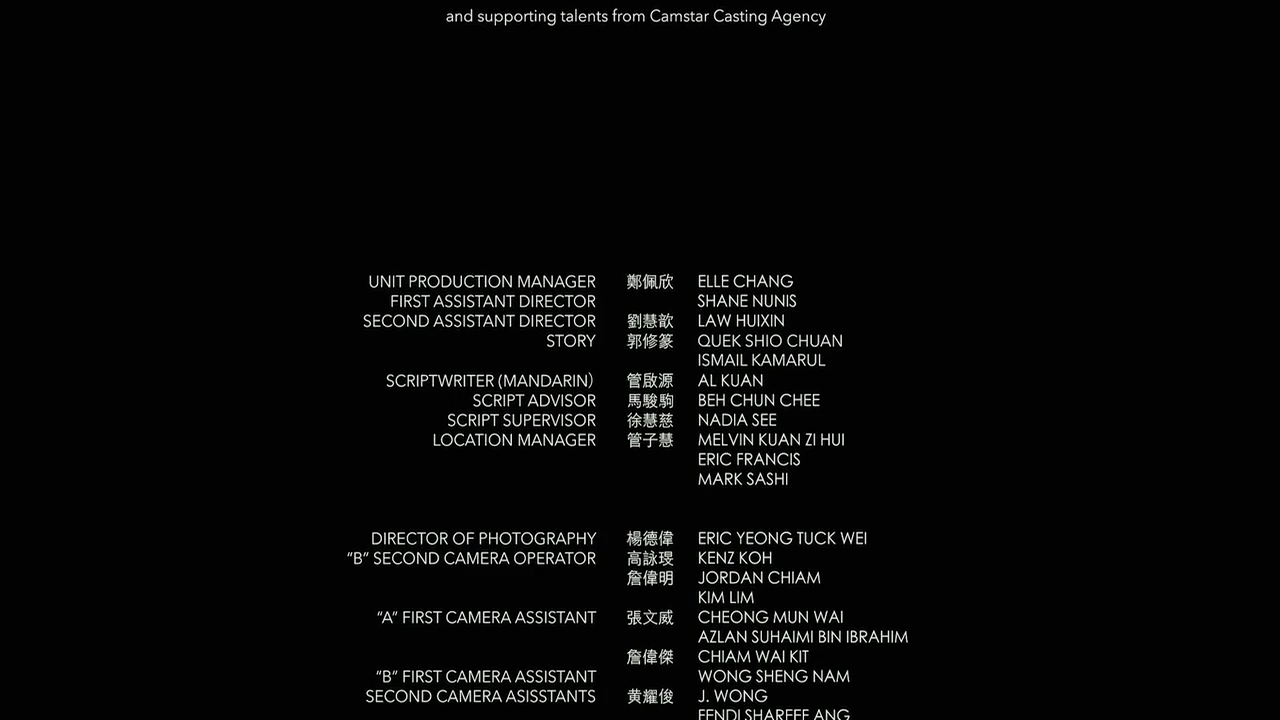 and supporting talents from Camstar Casting Agency
UNIT PRODUCTION MANAGER 鄭佩欣 ELLE CHANG
FIRST ASSISTANT DIRECTOR SHANE NUNIS
SECOND ASSISTANT DIRECTOR 劉慧歆 LAW HUIXIN
STORY 郭修篆 QUEK SHIO CHUAN
ISMAIL KAMARUL
SCRIPTWRITER (MANDARIN) 管啟源 AL KUAN
SCRIPT ADVISOR 馬駿駒 BEH CHUN CHEE
SCRIPT SUPERVISOR 徐慧慈 NADIA SEE
LOCATION MANAGER 管子慧 MELVIN KUAN ZI HUI
ERIC FRANCIS
MARK SASHI
DIRECTOR OF PHOTOGRAPHY 楊德偉 ERIC YEONG TUCK WEI
“B” SECOND CAMERA OPERATOR 高詠琝 KENZ KOH
詹偉明 JORDAN CHIAM
KIM LIM
“A” FIRST CAMERA ASSISTANT 張文威 CHEONG MUN WAI
AZLAN SUHAIMI BIN IBRAHIM
詹偉傑 CHIAM WAI KIT
“B” FIRST CAMERA ASSISTANT WONG SHENG NAM
SECOND CAMERA ASISSTANTS 黄耀俊 J. WONG
FENDI SHAREEF ANG